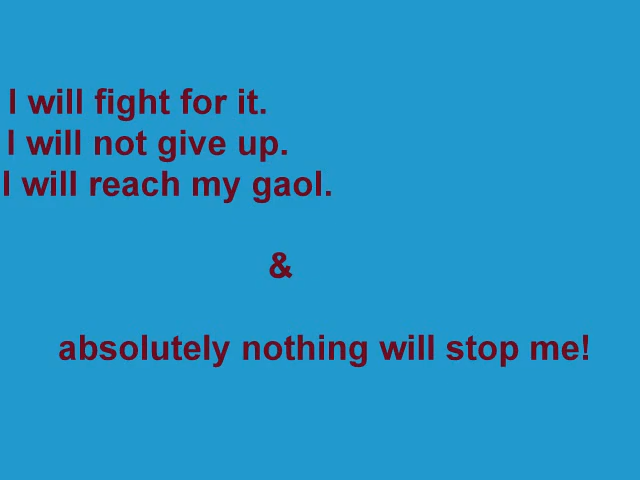 I will fight for it.
I will not give up.
I will reach my gaol.
&
absolutely nothing will stop me!